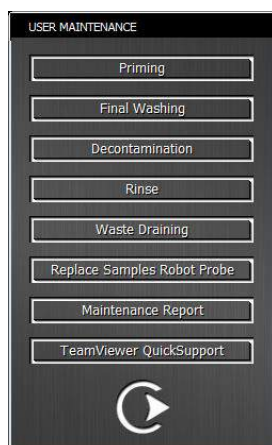 USER MAINTENANCE
Priming
Final Washing
Decontamination
Rinse
Waste Draining
Replace Samples Robot Probe
Maintenance Report
TeamViewer QuickSupport